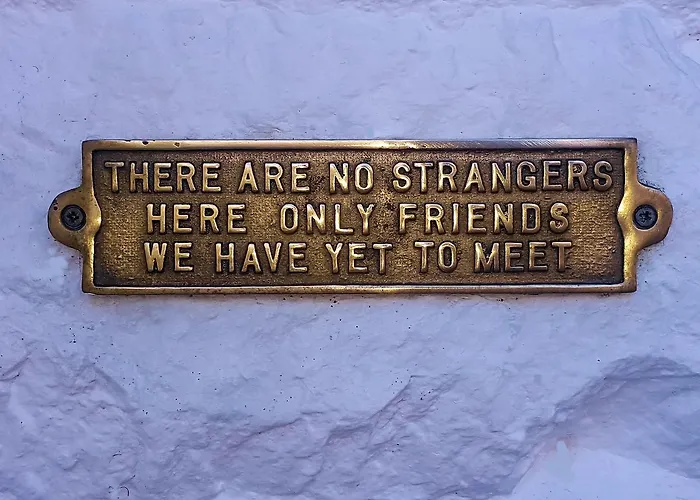 THERE ARE NO STRANGERS
HERE ONLY FRIENDS
WE HAVE YET TO MEET